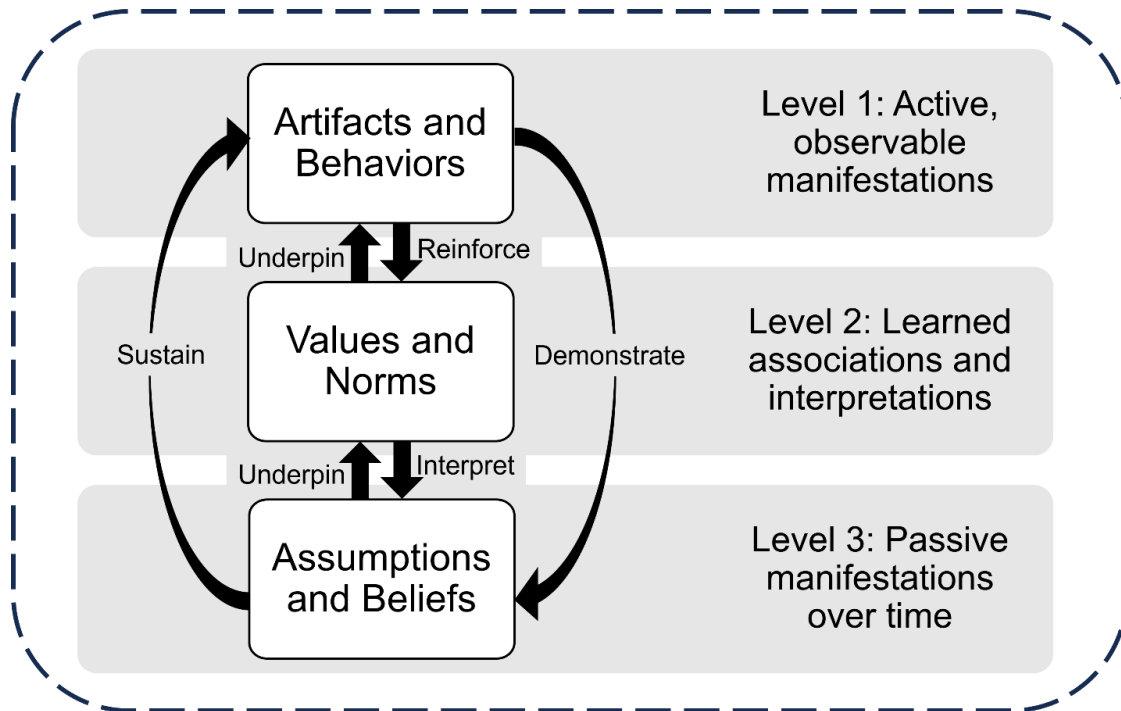 Artifacts and
Behaviors
Level 1: Active,
observable
manifestations
Underpin
Reinforce
Values and
Norms
Level 2: Learned
associations and
interpretations
Sustain
Demonstrate
Underpin
Interpret
Assumptions
and Beliefs
Level 3: Passive
manifestations
over time